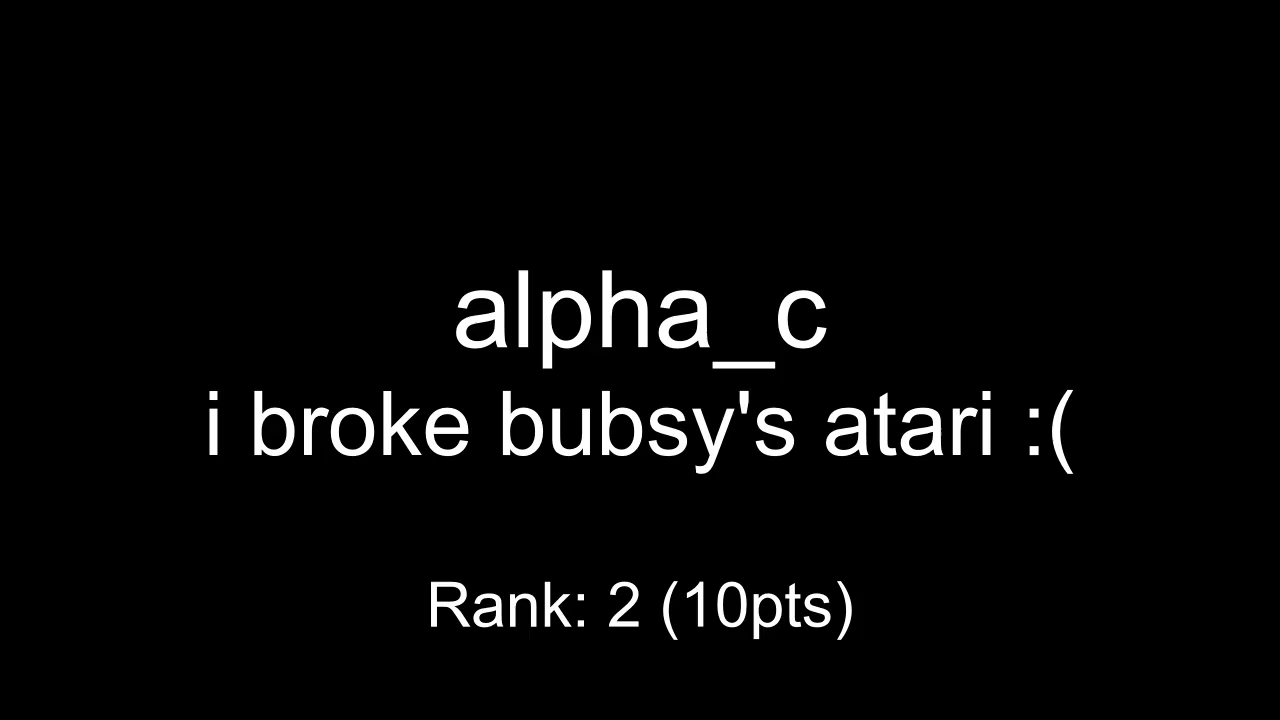 alpha_c
i broke bubsy's atari :(
Rank: 2 (10pts)